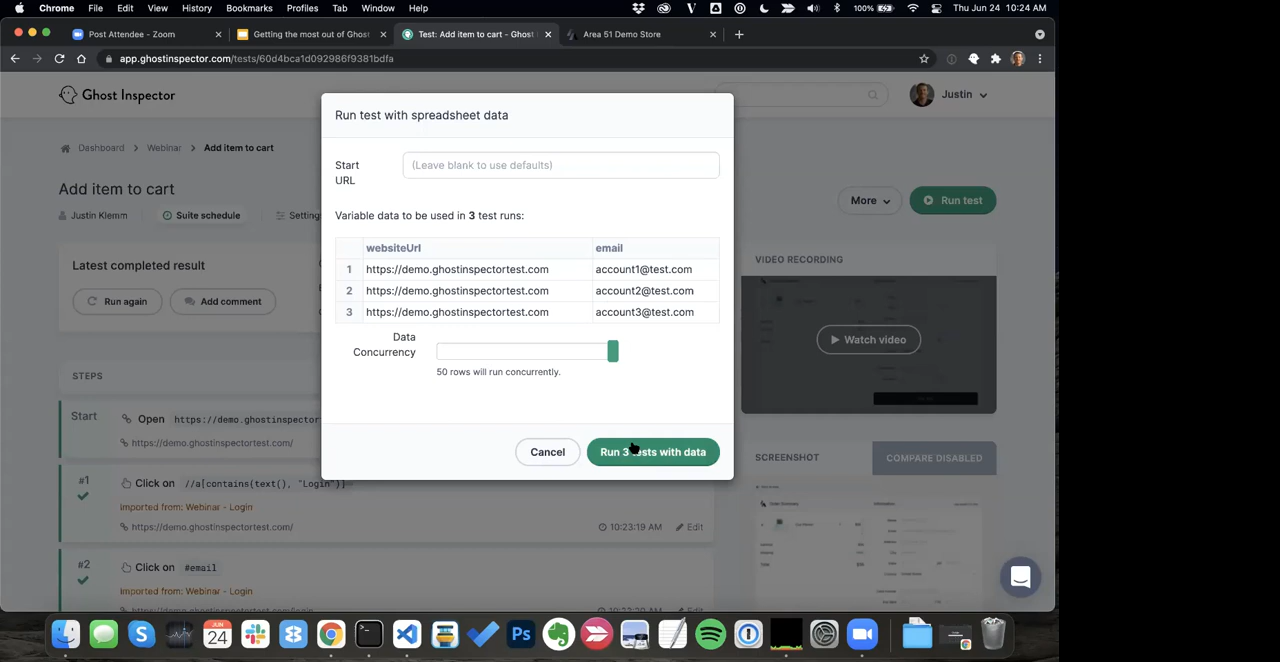 Chrome File Edit View History Bookmarks Profiles Tab Window Help 100% Thu Jun 24 10:24 AM
Post Attendee - Zoom Getting the most out of Ghost Test: Add item to cart - Ghost Area 51 Demo Store
app.ghostinspector.com/tests/60d4bca1d092986f9381bdfa
Ghost Inspector Justin
Run test with spreadsheet data
Dashboard Webinar Add item to cart
Start
URL
(Leave blank to use defaults)
Add item to cart
More Run test
Justin Klemm Suite schedule Settings
Variable data to be used in 3 test runs:
websiteUrl email
1 https://demo.ghostinspectortest.com account1@test.com
2 https://demo.ghostinspectortest.com account2@test.com
3 https://demo.ghostinspectortest.com account3@test.com
Latest completed result
Run again Add comment
VIDEO RECORDING
Watch video
Data
Concurrency
50 rows will run concurrently.
STEPS
Cancel Run 3 tests with data
Start Open https://demo.ghostinspector
https://demo.ghostinspectortest.com/
SCREENSHOT COMPARE DISABLED
#1 Click on //a[contains(text(), "Login")]
Imported from: Webinar - Login
https://demo.ghostinspectortest.com/ 10:23:19 AM Edit
#2 Click on #email
Imported from: Webinar - Login
JUN
24
Ps